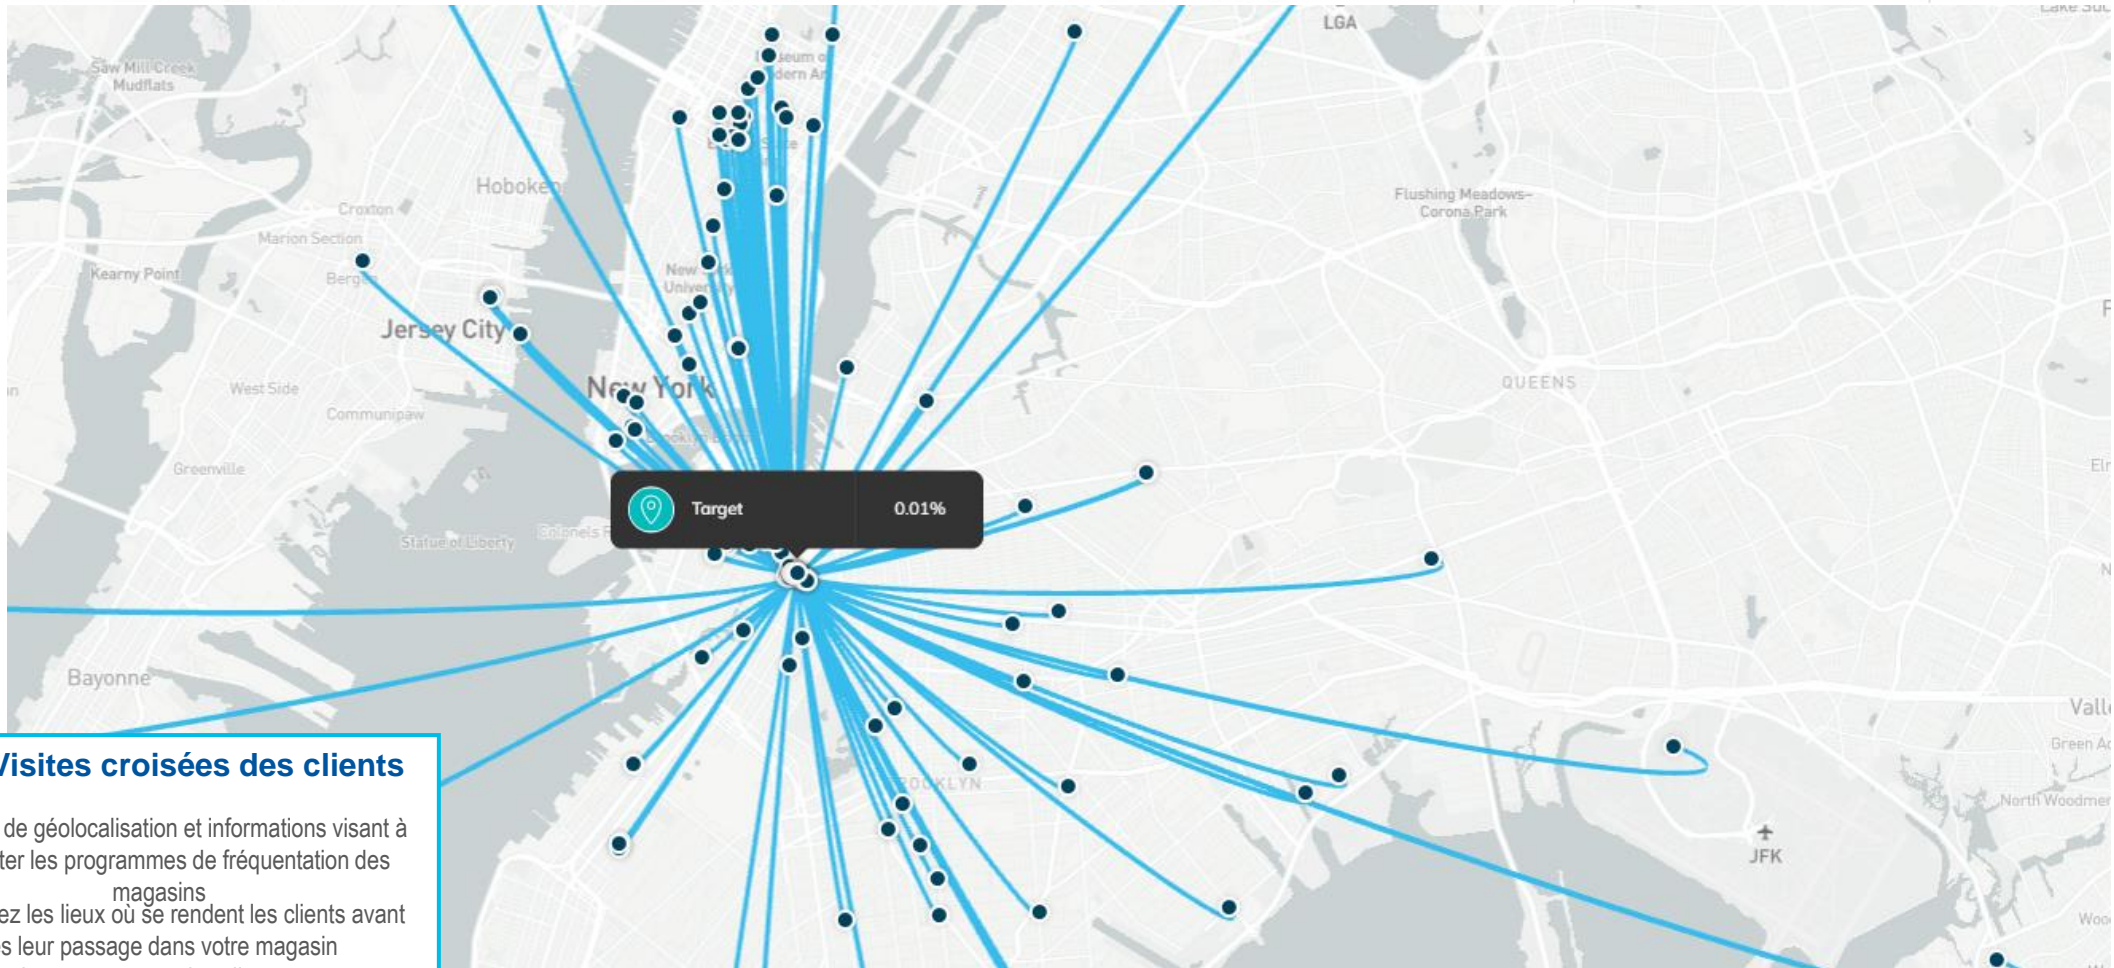 LGA
Saw Mill Creek
Mudflats
Hoboken
Croxton
Marion Section
Kearny Point
Jersey City
West Side
Communipaw
Greenville
Statue of Liberty
Bayonne
New York
Flushing Meadows–
Corona Park
QUEENS
Target 0.01%
JFK
North Woodmer
Green Ac
Visites croisées des clients
de géolocalisation et informations visant à
les programmes de fréquentation des
magasins
les lieux où se rendent les clients avant
leur passage dans votre magasin